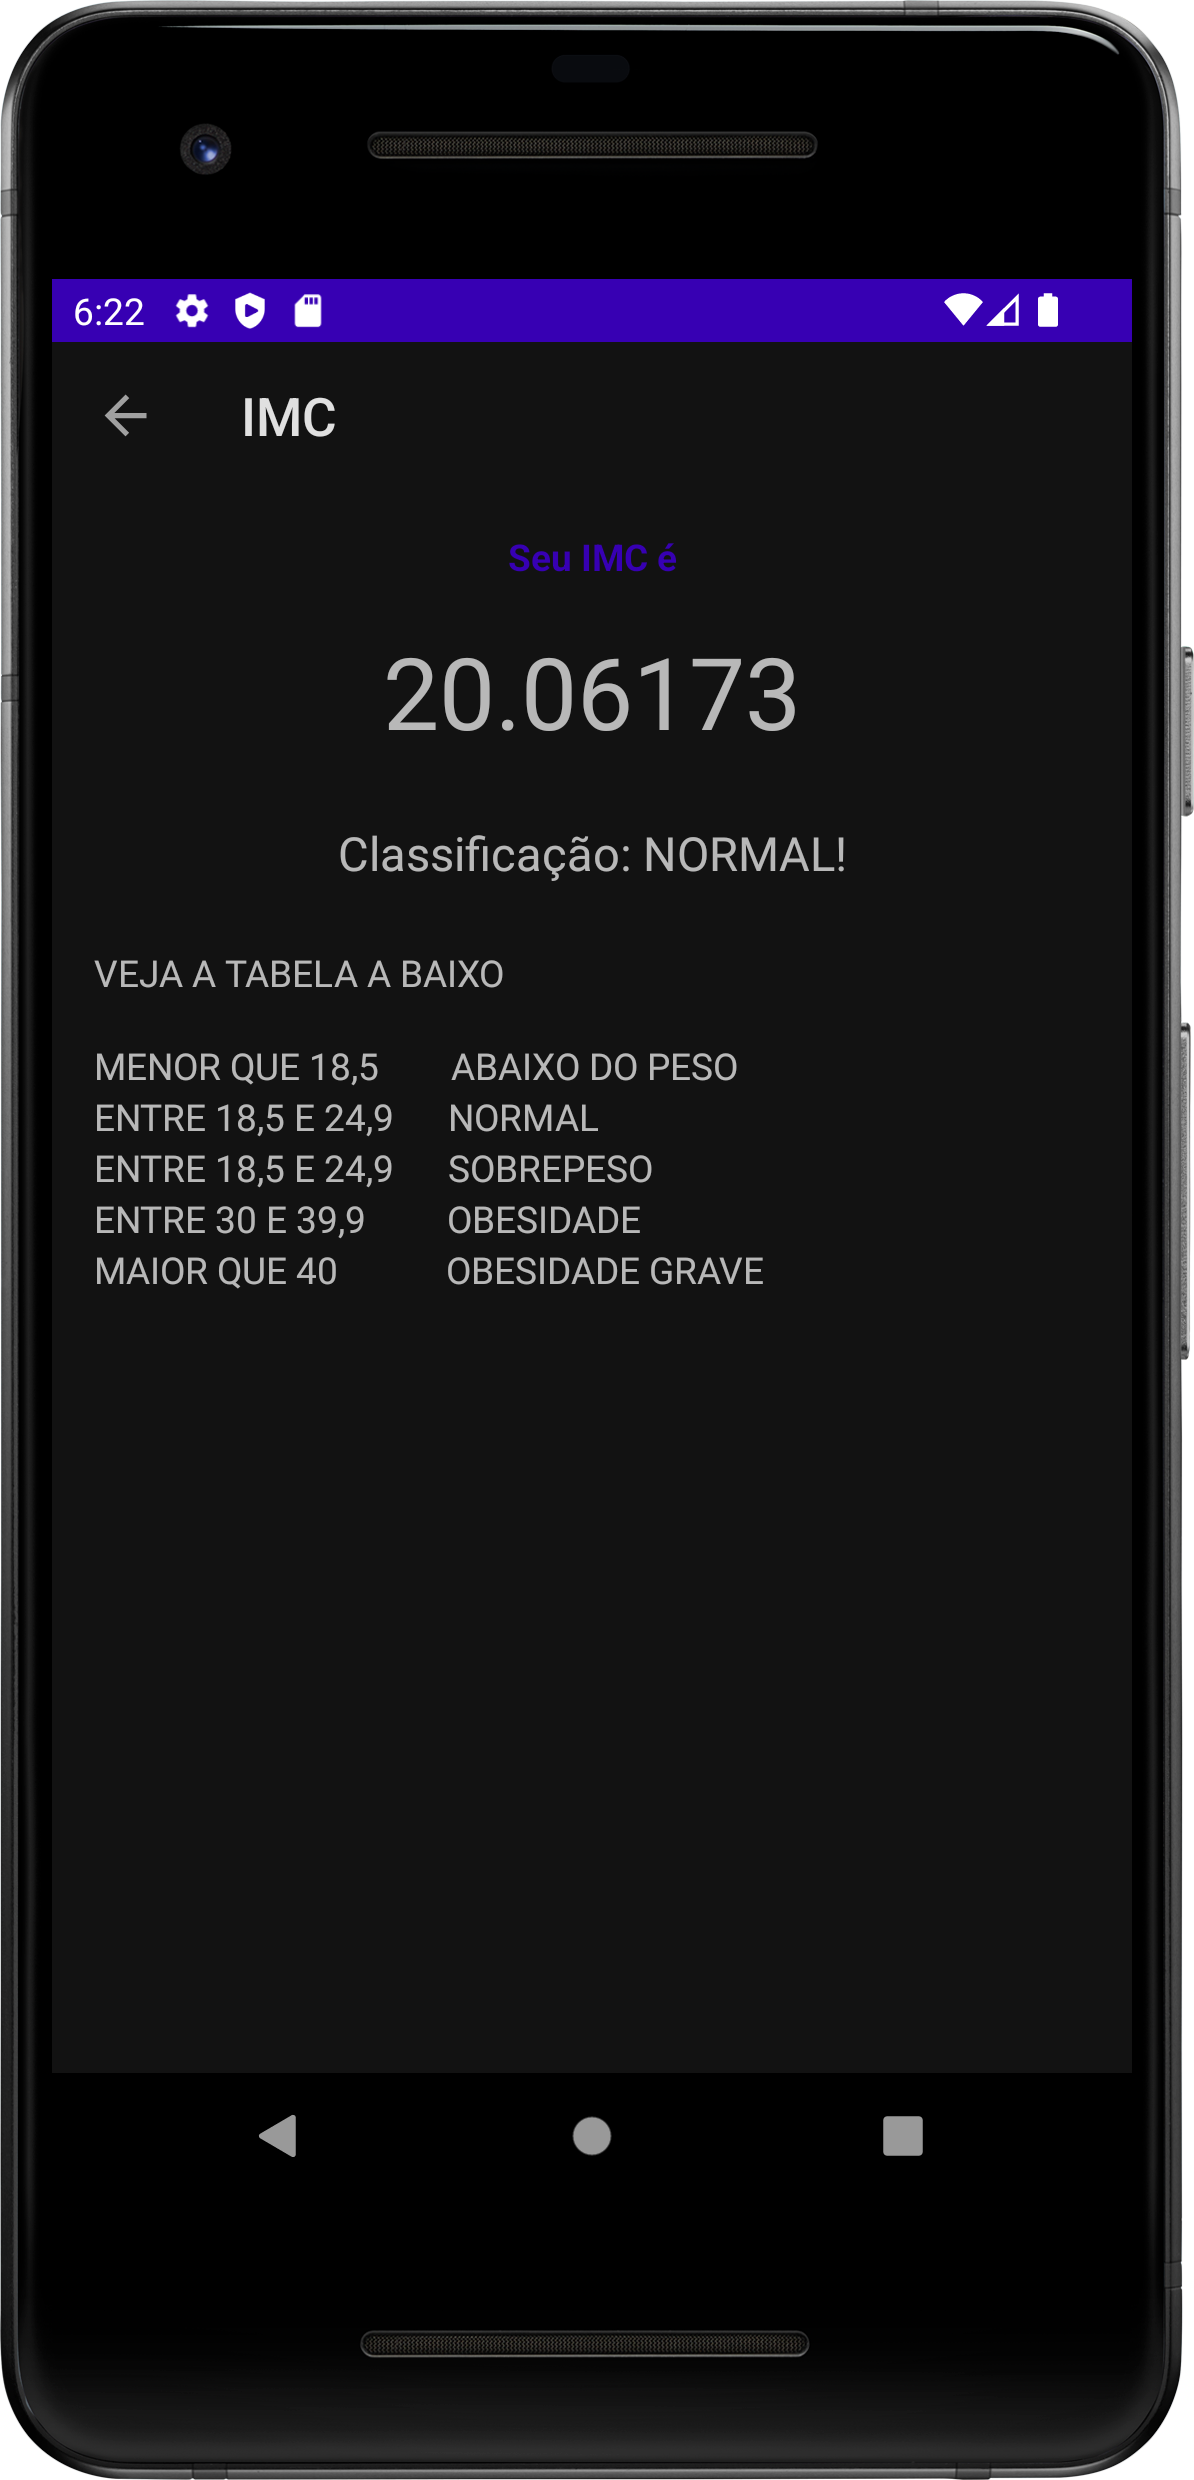 6:22
IMC
Seu IMC é
20.06173
Classificação: NORMAL!
VEJA A TABELA A BAIXO
MENOR QUE 18,5 ABAIXO DO PESO
ENTRE 18,5 E 24,9 NORMAL
ENTRE 18,5 E 24,9 SOBREPESO
ENTRE 30 E 39,9 OBESIDADE
MAIOR QUE 40 OBESIDADE GRAVE